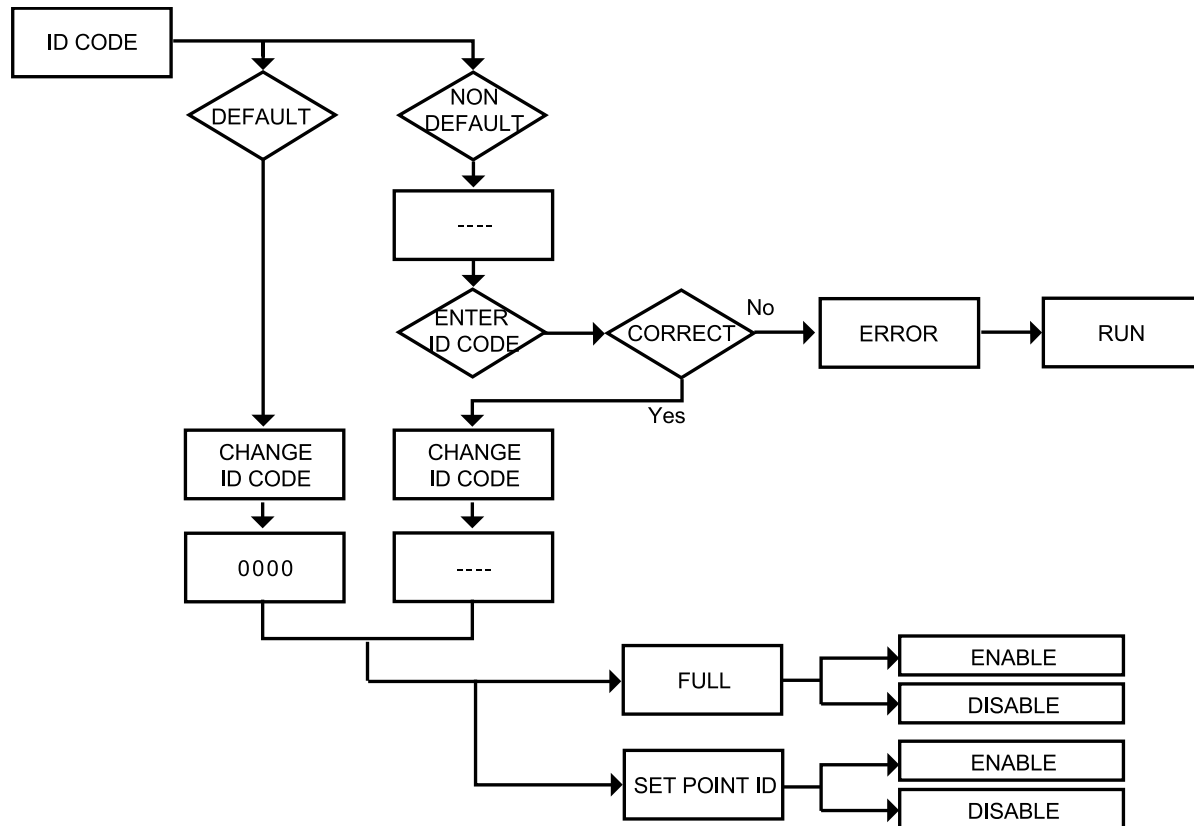 ID CODE
DEFAULT
NON
DEFAULT
----
ENTER
ID CODE
CORRECT
No
ERROR
RUN
Yes
CHANGE
ID CODE
CHANGE
ID CODE
0000
----
FULL
ENABLE
DISABLE
SET POINT ID
ENABLE
DISABLE